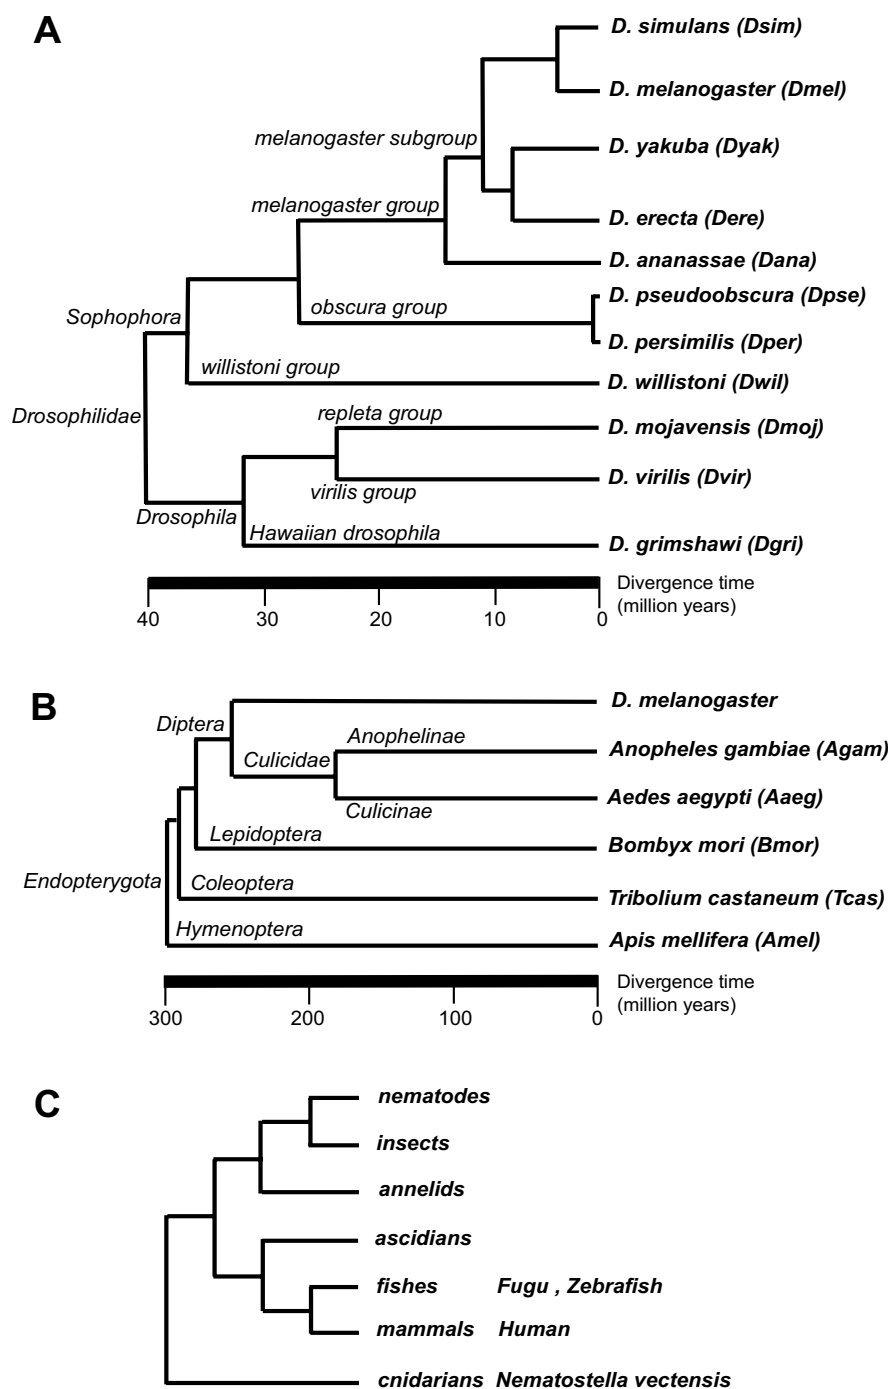 A
D. simulans (Dsim)
D. melanogaster (Dmel)
melanogaster subgroup
D. yakuba (Dyak)
melanogaster group
D. erecta (Dere)
D. ananassae (Dana)
D. pseudoobscura (Dpse)
obscura group
Sophophora
D. persimilis (Dper)
willistoni group
D. willistoni (Dwil)
Drosophilidae
repleta group
D. mojavensis (Dmoj)
D. virilis (Dvir)
virilis group
Drosophila
Hawaiian drosophila
D. grimshawi (Dgri)
Divergence time
(million years)
40 30 20 10 0
B
D. melanogaster
Diptera
Anophelinae
Culicidae
Anopheles gambiae (Agam)
Aedes aegypti (Aaeg)
Culicinae
Lepidoptera
Bombyx mori (Bmor)
Endopterygota
Coleoptera
Tribolium castaneum (Tcas)
Hymenoptera
Apis mellifera (Amel)
Divergence time
(million years)
300 200 100 0
C
nematodes
insects
annelids
ascidians
fishes Fugu , Zebrafish
mammals Human
cnidarians Nematostella vectensis